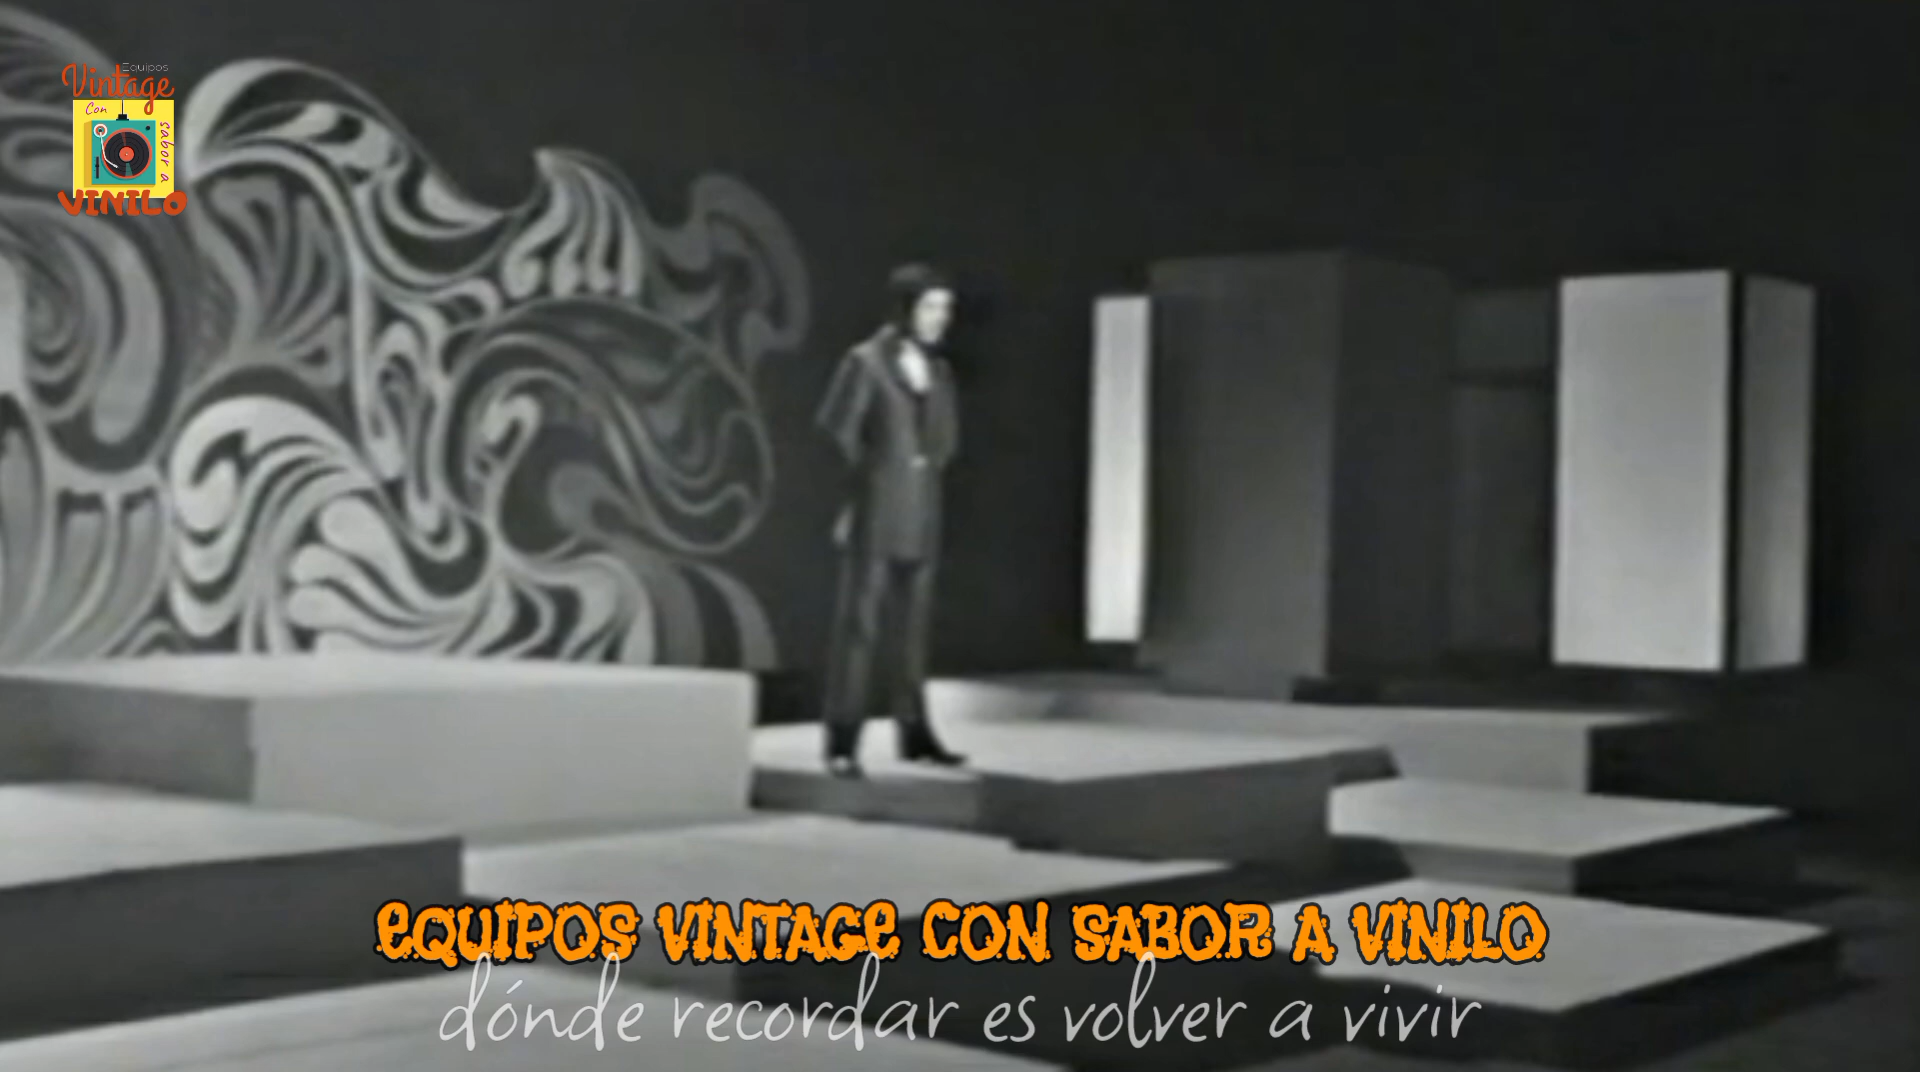 Equipos
Vintage
Con
sabor a
VINILO
EQUIPOS VINTAGE CON SABOR A VINILO
dónde recordar es volver a vivir